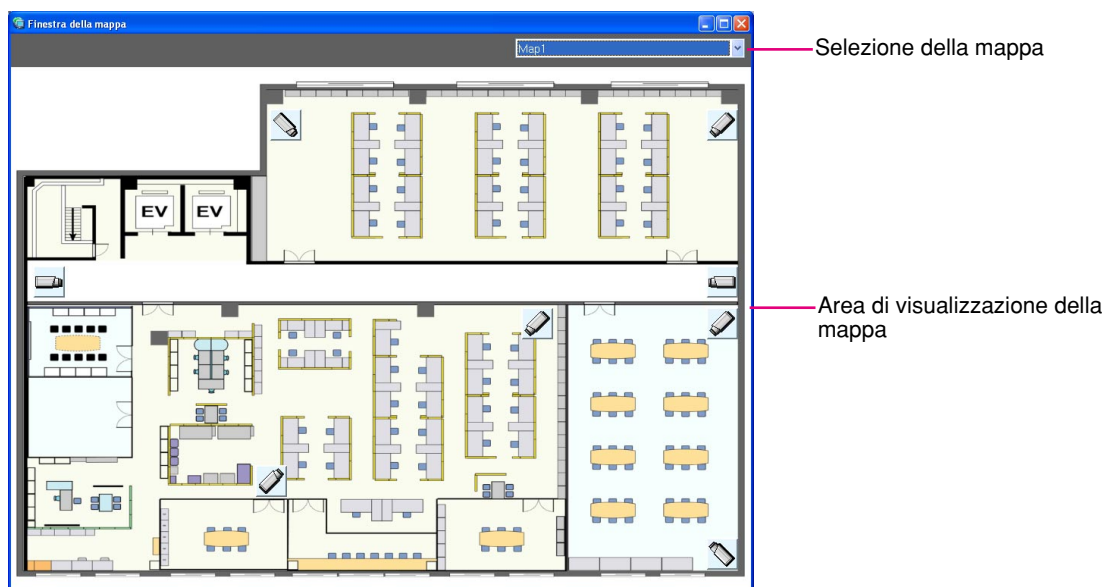 Finestra della mappa
Map1
Selezione della mappa
EV EV
Area di visualizzazione della
mappa